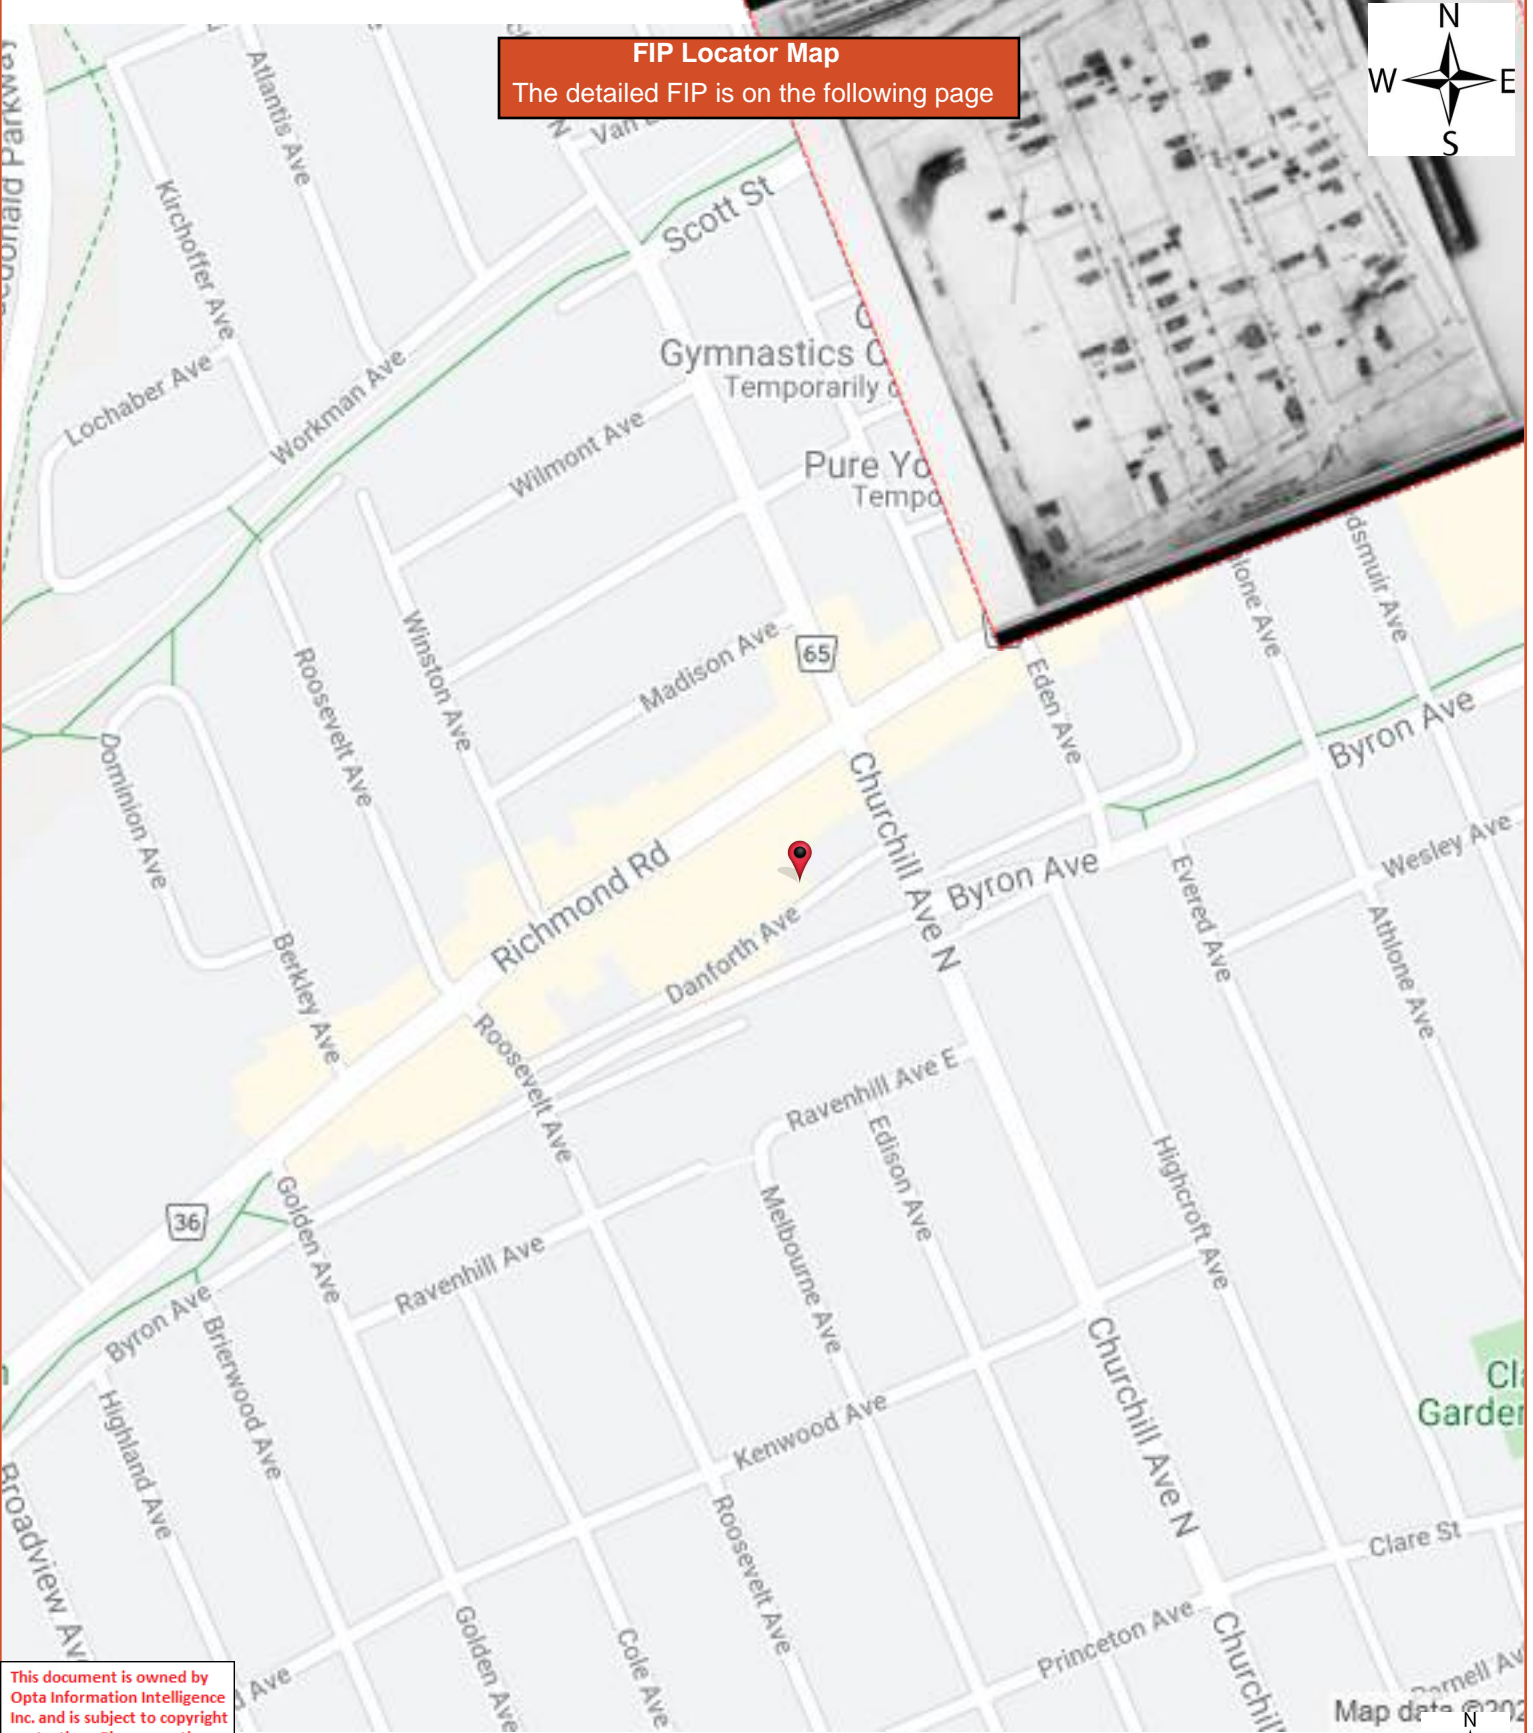 N
FIP Locator Map
The detailed FIP is on the following page
W
E
S
Atlantis Ave
Kirchoffer Ave
Scott St
Gymnastics
Temporarily
Lochaber Ave
Workman Ave
Wilmont Ave
Pure
Winston Ave
Madison Ave
65
Roosevelt Ave
Eden Ave
Byron Ave
Dominion Ave
Churchill Ave N
Richmond Rd
Byron Ave
Wesley Ave
Evered Ave
Danforth Ave
Athlone Ave
Berkley Ave
Roosevelt Ave
Ravenhill Ave E
Edison Ave
Highcroft Ave
Golden Ave
36
Melbourne Ave
Ravenhill Ave
Byron Ave
Brierwood Ave
Churchill Ave N
Highland Ave
Kenwood Ave
Broadview
Roosevelt Ave
Clare St
Golden Ave
Cole Ave
Princeton Ave
Churchill
Ave
This document is owned by
Opta Information Intelligence
Inc. and is subject to copyright
Map data
N